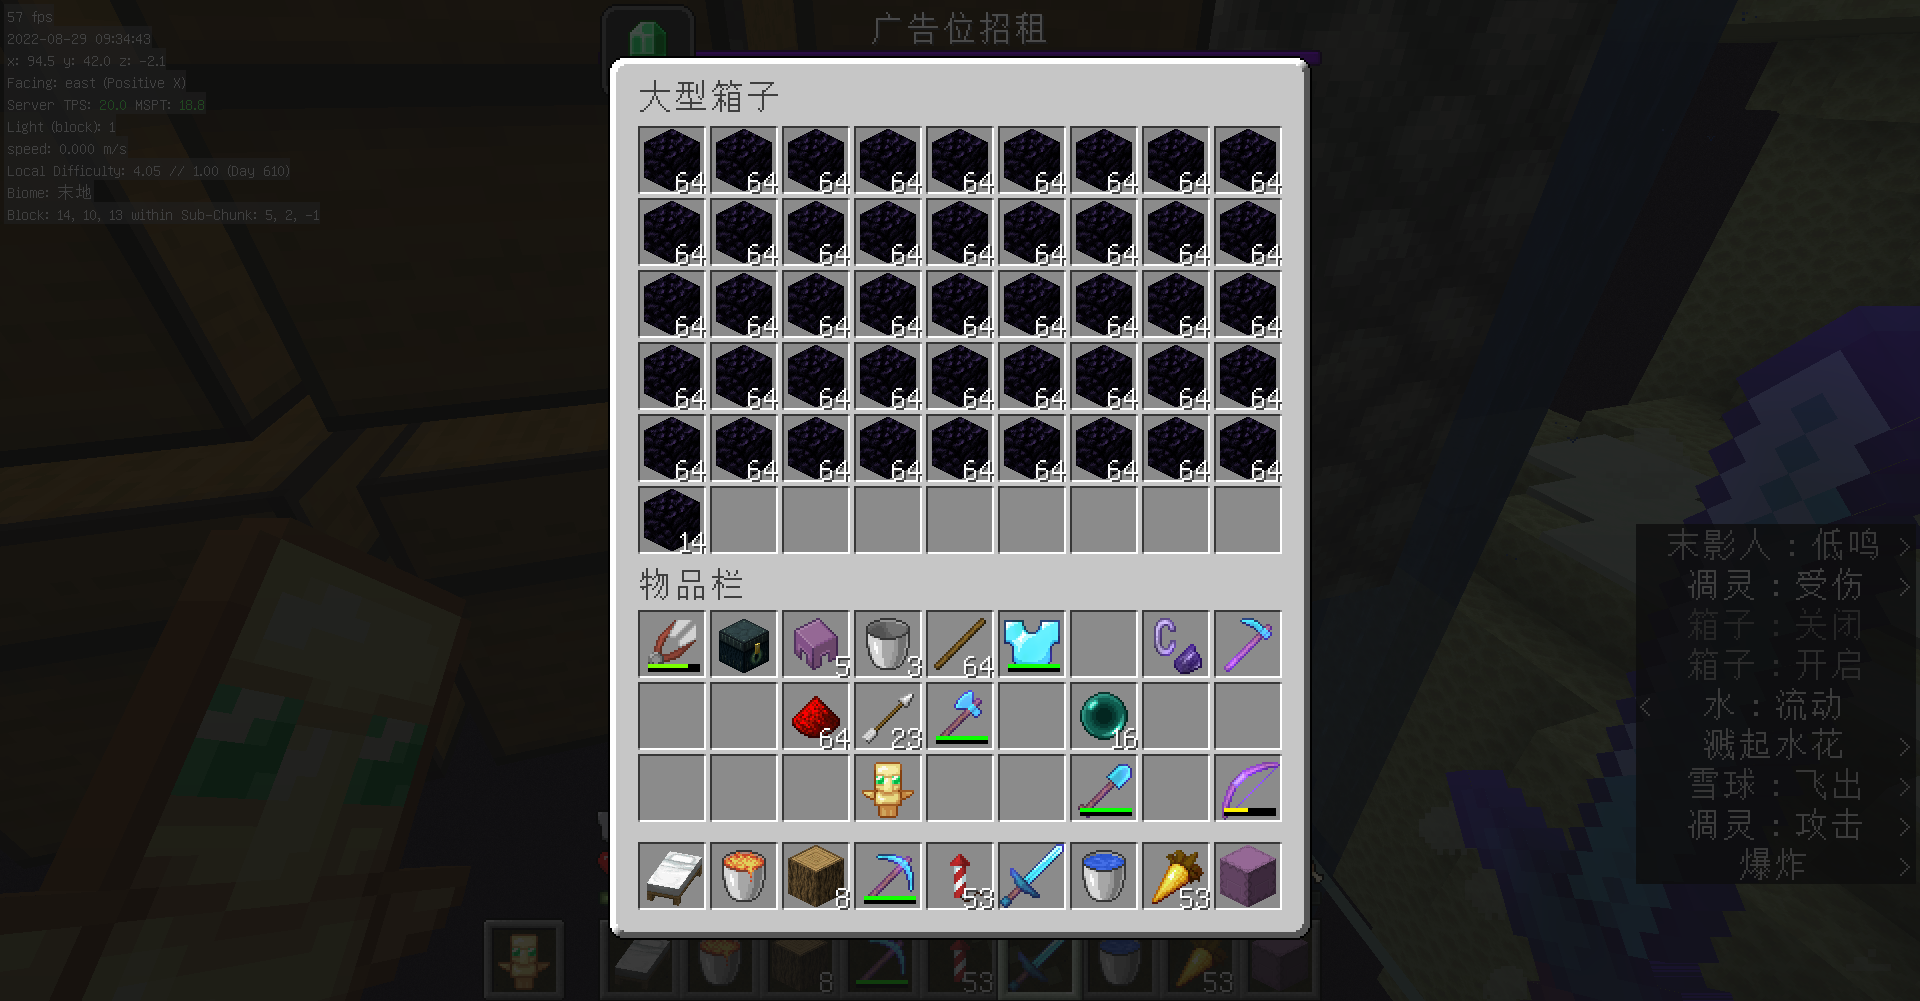 57 fps
2022-08-29 09:34:43
x: 94.5 y: 42.0 z: -2.1
Facing: east (Positive X)
Server TPS: 20.0 MSPT: 18.8
Light (block): 1
speed: 0.000 m/s
Local Difficulty: 4.05 // 1.00 (Day 610)
Biome: 末地
Block: 14, 10, 13 within Sub-Chunk: 5, 2, -1
广告位招租
大型箱子
64 64 64 64 64 64 64 64 64
64 64 64 64 64 64 64 64 64
64 64 64 64 64 64 64 64 64
64 64 64 64 64 64 64 64 64
64 64 64 64 64 64 64 64 64
14
物品栏
5 3 64
64 23 16
8 53 53
8 53 53
末影人：低鸣 >
凋灵：受伤 >
箱子：关闭
箱子：开启
< 水：流动
溅起水花 >
雪球：飞出 >
凋灵：攻击 >
爆炸 >